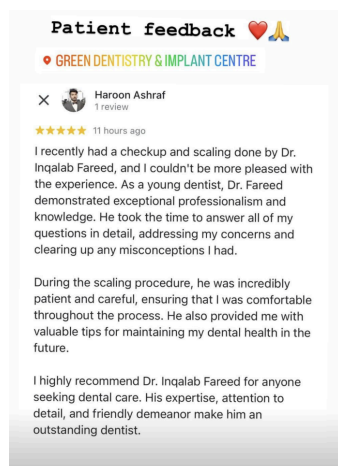 Patient feedback ❤️🙏
GREEN DENTISTRY & IMPLANT CENTRE
Haroon Ashraf
1 review
11 hours ago
I recently had a checkup and scaling done by Dr.
Inqalab Fareed, and I couldn't be more pleased with
the experience. As a young dentist, Dr. Fareed
demonstrated exceptional professionalism and
knowledge. He took the time to answer all of my
questions in detail, addressing my concerns and
clearing up any misconceptions I had.
During the scaling procedure, he was incredibly
patient and careful, ensuring that I was comfortable
throughout the process. He also provided me with
valuable tips for maintaining my dental health in the
future.
I highly recommend Dr. Inqalab Fareed for anyone
seeking dental care. His expertise, attention to
detail, and friendly demeanor make him an
outstanding dentist.